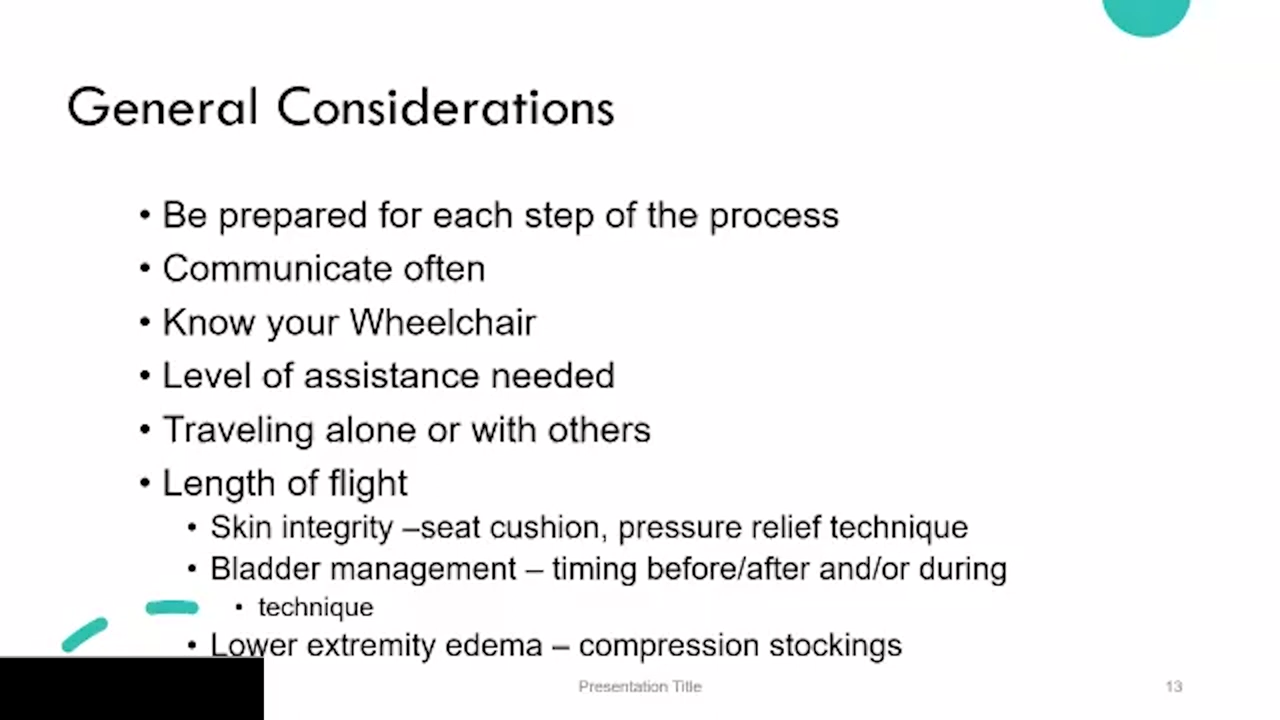 General Considerations
• Be prepared for each step of the process
• Communicate often
• Know your Wheelchair
• Level of assistance needed
• Traveling alone or with others
• Length of flight
• Skin integrity –seat cushion, pressure relief technique
• Bladder management – timing before/after and/or during
• technique
• Lower extremity edema – compression stockings
Presentation Title
13